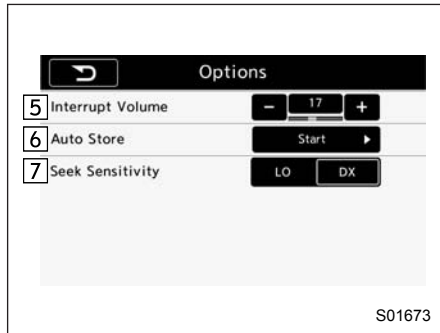 Options
5 Interrupt Volume − 17 +
6 Auto Store Start ▶
7 Seek Sensitivity LO DX
S01673